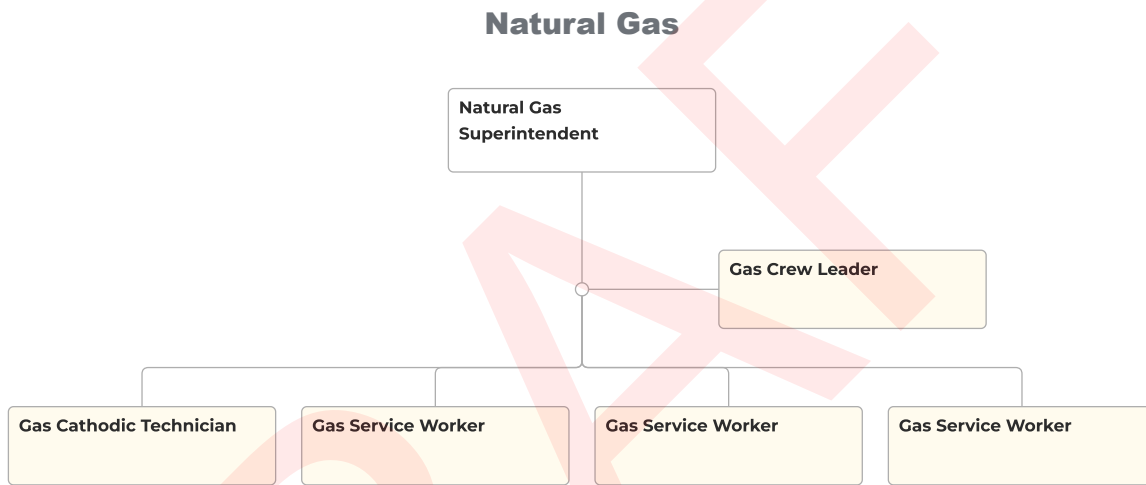 Natural Gas
Natural Gas
Superintendent
Gas Crew Leader
Gas Cathodic Technician
Gas Service Worker
Gas Service Worker
Gas Service Worker